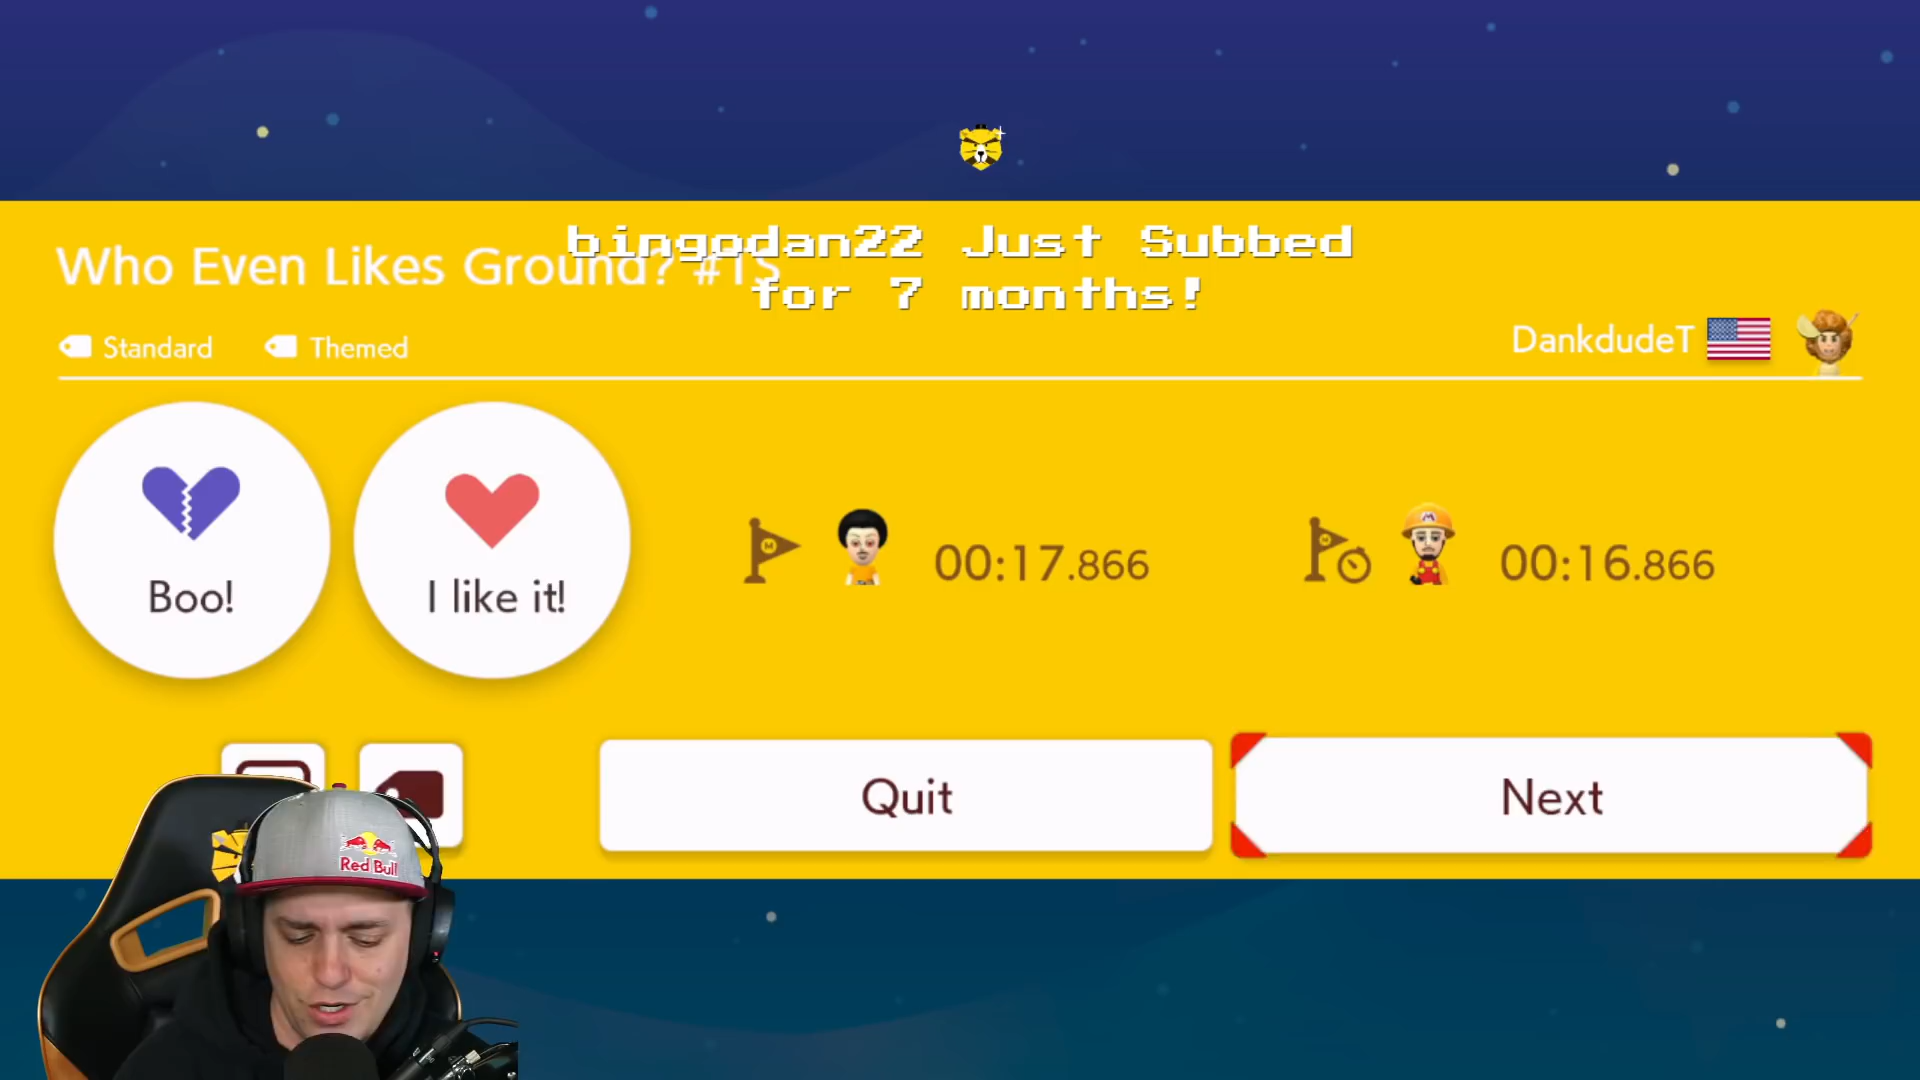 bingodan22 Just Subbed
for 7 months!
Who Even Likes Ground?
Standard
Themed
DankdudeT
M
M
M
00:17.866
00:16.866
Boo!
I like it!
Quit
Next
Red Bull